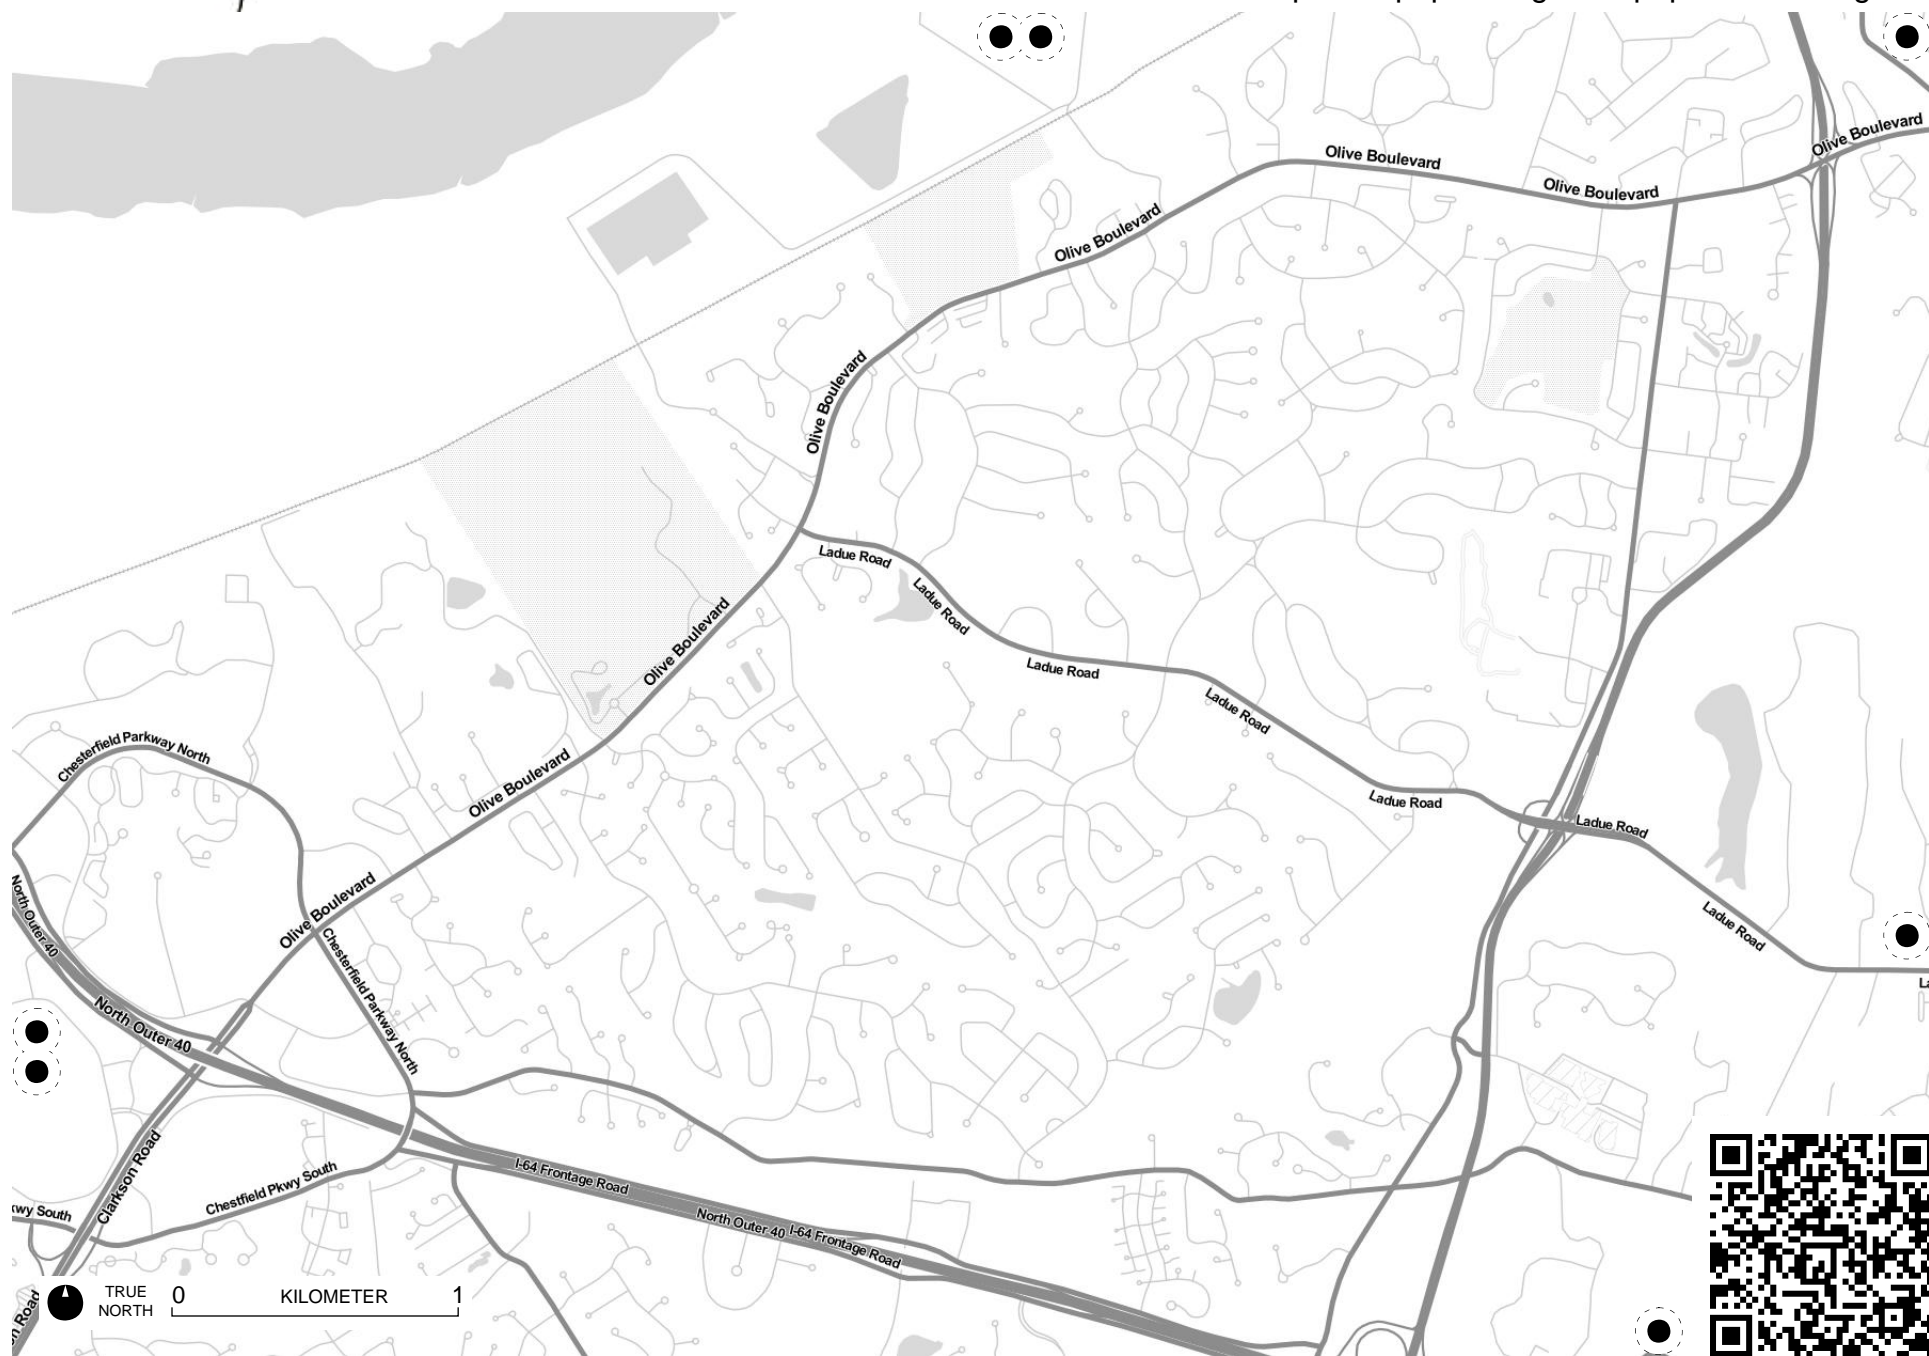 Olive Boulevard
Olive Boulevard
Olive Boulevard
Olive Boulevard
Olive Boulevard
Ladue Road
Ladue Road
Olive Boulevard
Ladue Road
Ladue Road
Chesterfield Parkway North
Olive Boulevard
Ladue Road
Ladue Road
Olive Boulevard
North Outer 40
Chesterfield Parkway North
Ladue Road
North Outer 40
Clarkson Road
I-64 Frontage Road
Chestfield Pkwy South
South
North Outer 40
I-64 Frontage Road
Road
TRUE
NORTH
0 KILOMETER 1